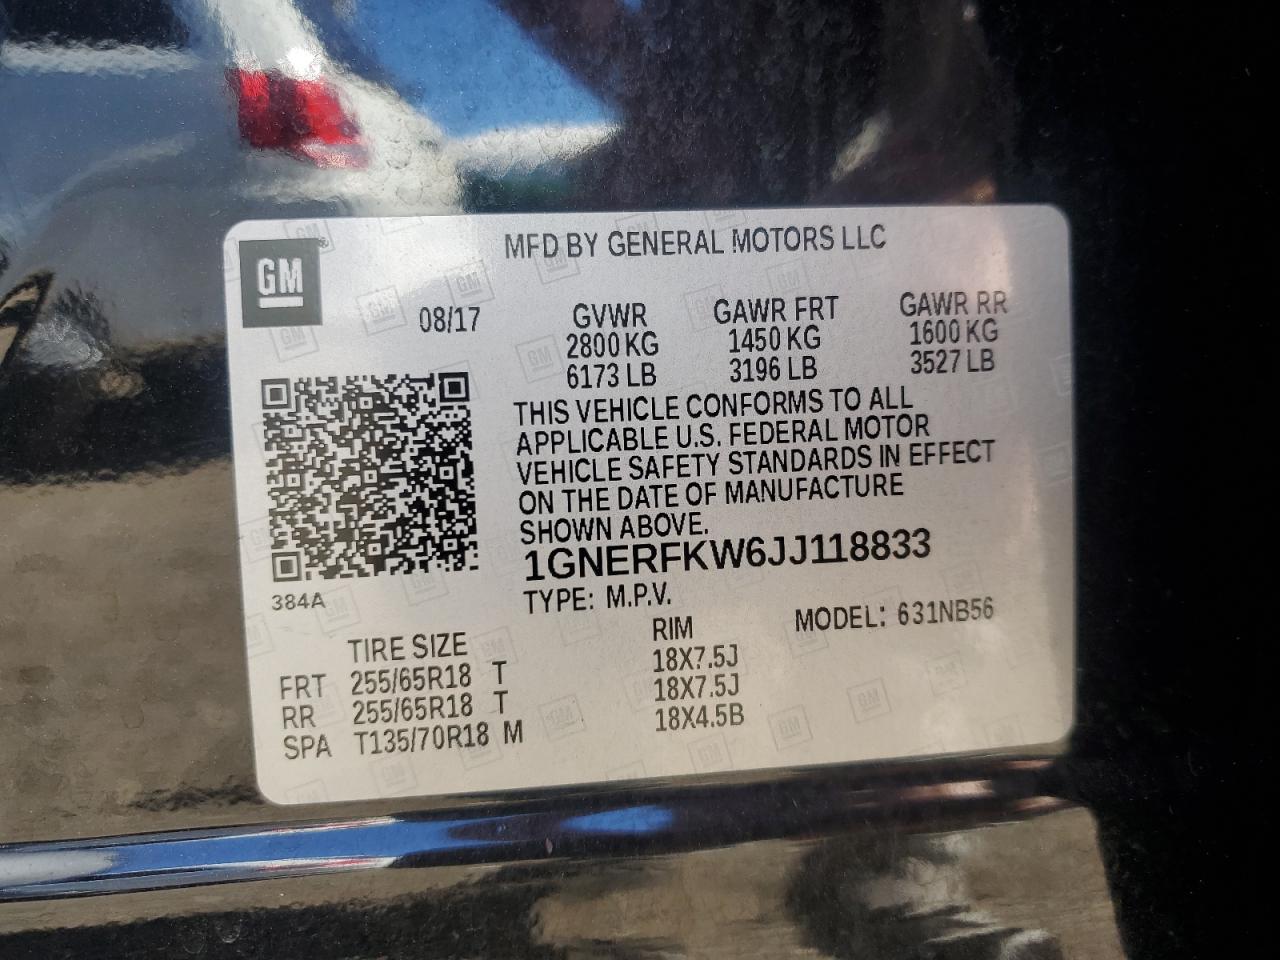 MFD BY GENERAL MOTORS LLC
GM®
08/17
GVWR GAWR FRT GAWR RR
2800 KG 1450 KG 1600 KG
6173 LB 3196 LB 3527 LB
THIS VEHICLE CONFORMS TO ALL
APPLICABLE U.S. FEDERAL MOTOR
VEHICLE SAFETY STANDARDS IN EFFECT
ON THE DATE OF MANUFACTURE
SHOWN ABOVE.
1GNERFKW6JJ118833
384A
TYPE: M.P.V. MODEL: 631NB56
TIRE SIZE RIM
FRT 255/65R18 T 18X7.5J
RR 255/65R18 T 18X7.5J
SPA T135/70R18 M 18X4.5B